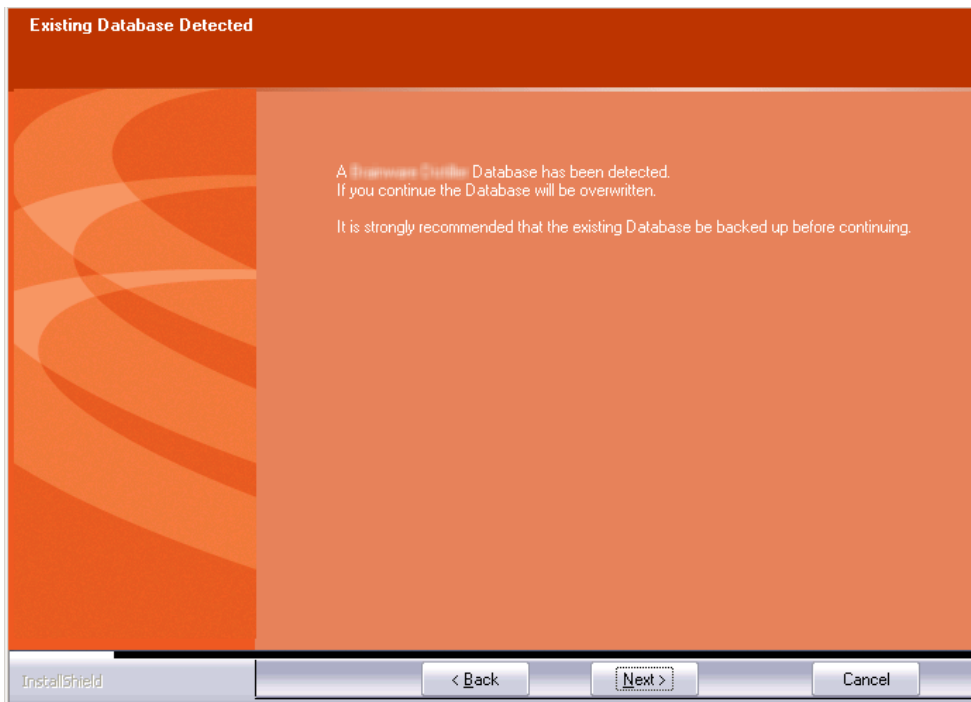 Existing Database Detected
A Database has been detected.
If you continue the Database will be overwritten.
It is strongly recommended that the existing Database be backed up before continuing.
InstallShield
< Back
Next >
Cancel